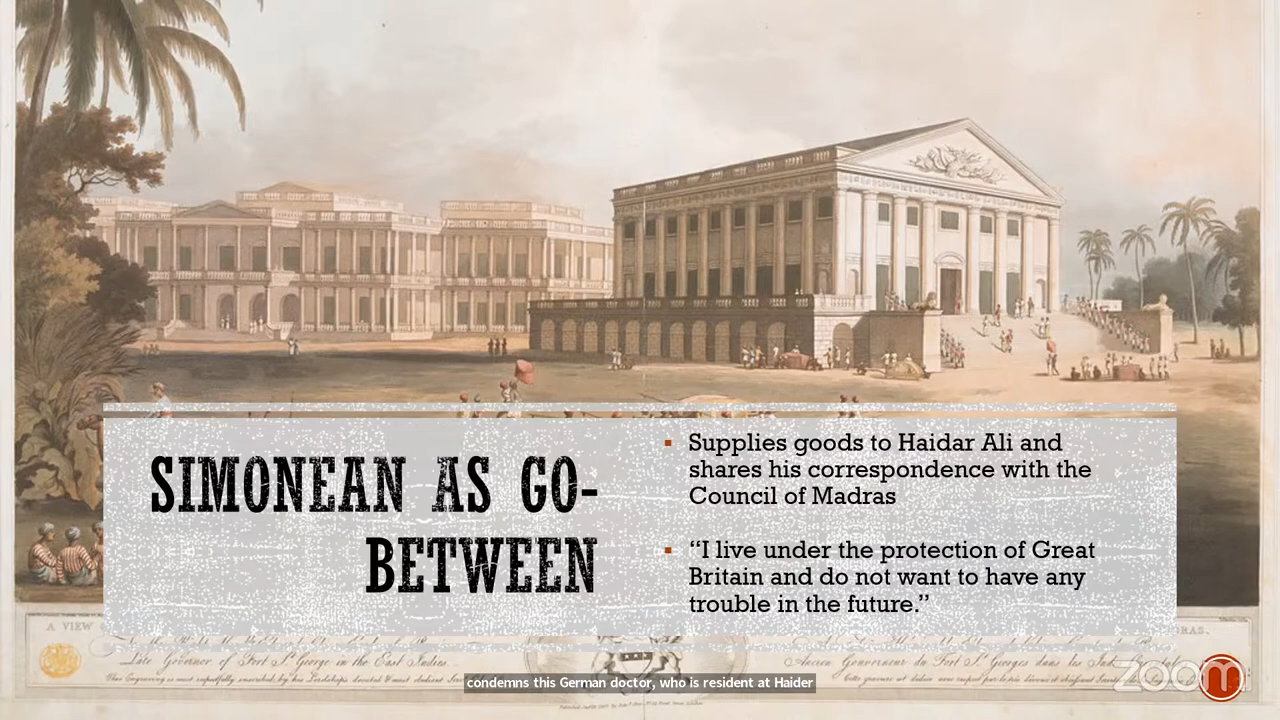 SIMONEAN AS GO-
BETWEEN
▪ Supplies goods to Haidar Ali and
shares his correspondence with the
Council of Madras
▪ “I live under the protection of Great
Britain and do not want to have any
trouble in the future.”
A VIEW
RAS.
Late Governor of Fort St. George in the East Indies.
Ancien Gouverneur du Fort St. Georges dans les
zoom
condemns this German doctor, who is resident at Haider